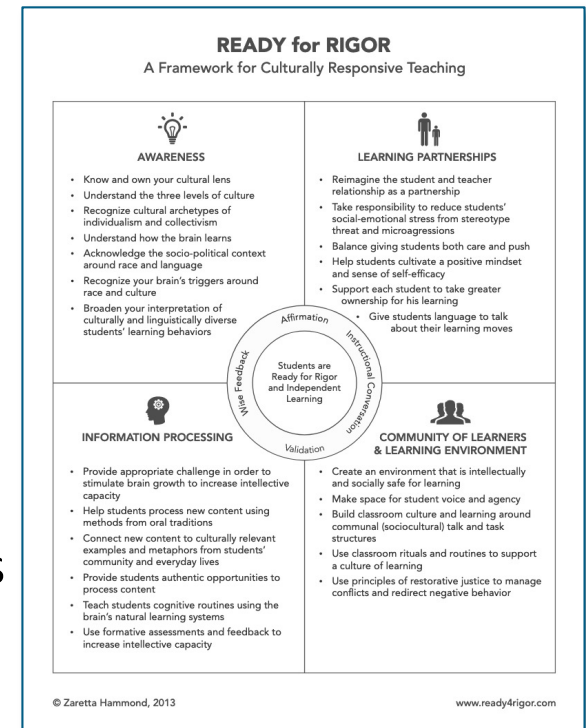 READY for RIGOR
A Framework for Culturally Responsive Teaching
AWARENESS
• Know and own your cultural lens
• Understand the three levels of culture
• Recognize cultural archetypes of
individualism and collectivism
• Understand how the brain learns
• Acknowledge the socio-political context
around race and language
• Recognize your brain's triggers around
race and culture
• Broaden your interpretation of
culturally and linguistically diverse
students' learning behaviors
LEARNING PARTNERSHIPS
• Reimagine the student and teacher
relationship as a partnership
• Take responsibility to reduce students'
social-emotional stress from stereotype
threat and microagressions
• Balance giving students both care and push
• Help students cultivate a positive mindset
and sense of self-efficacy
• Support each student to take greater
ownership for his learning
• Give students language to talk
about their learning moves
Affirmation
Instructional Conversation
Validation
Wise Feedback
Students are
Ready for Rigor
and Independent
Learning
INFORMATION PROCESSING
• Provide appropriate challenge in order to
stimulate brain growth to increase intellective
capacity
• Help students process new content using
methods from oral traditions
• Connect new content to culturally relevant
examples and metaphors from students'
community and everyday lives
• Provide students authentic opportunities to
process content
• Teach students cognitive routines using the
brain's natural learning systems
• Use formative assessments and feedback to
increase intellective capacity
COMMUNITY OF LEARNERS
& LEARNING ENVIRONMENT
• Create an environment that is intellectually
and socially safe for learning
• Make space for student voice and agency
• Build classroom culture and learning around
communal (sociocultural) talk and task
structures
• Use classroom rituals and routines to support
a culture of learning
• Use principles of restorative justice to manage
conflicts and redirect negative behavior
s
© Zaretta Hammond, 2013
www.ready4rigor.com